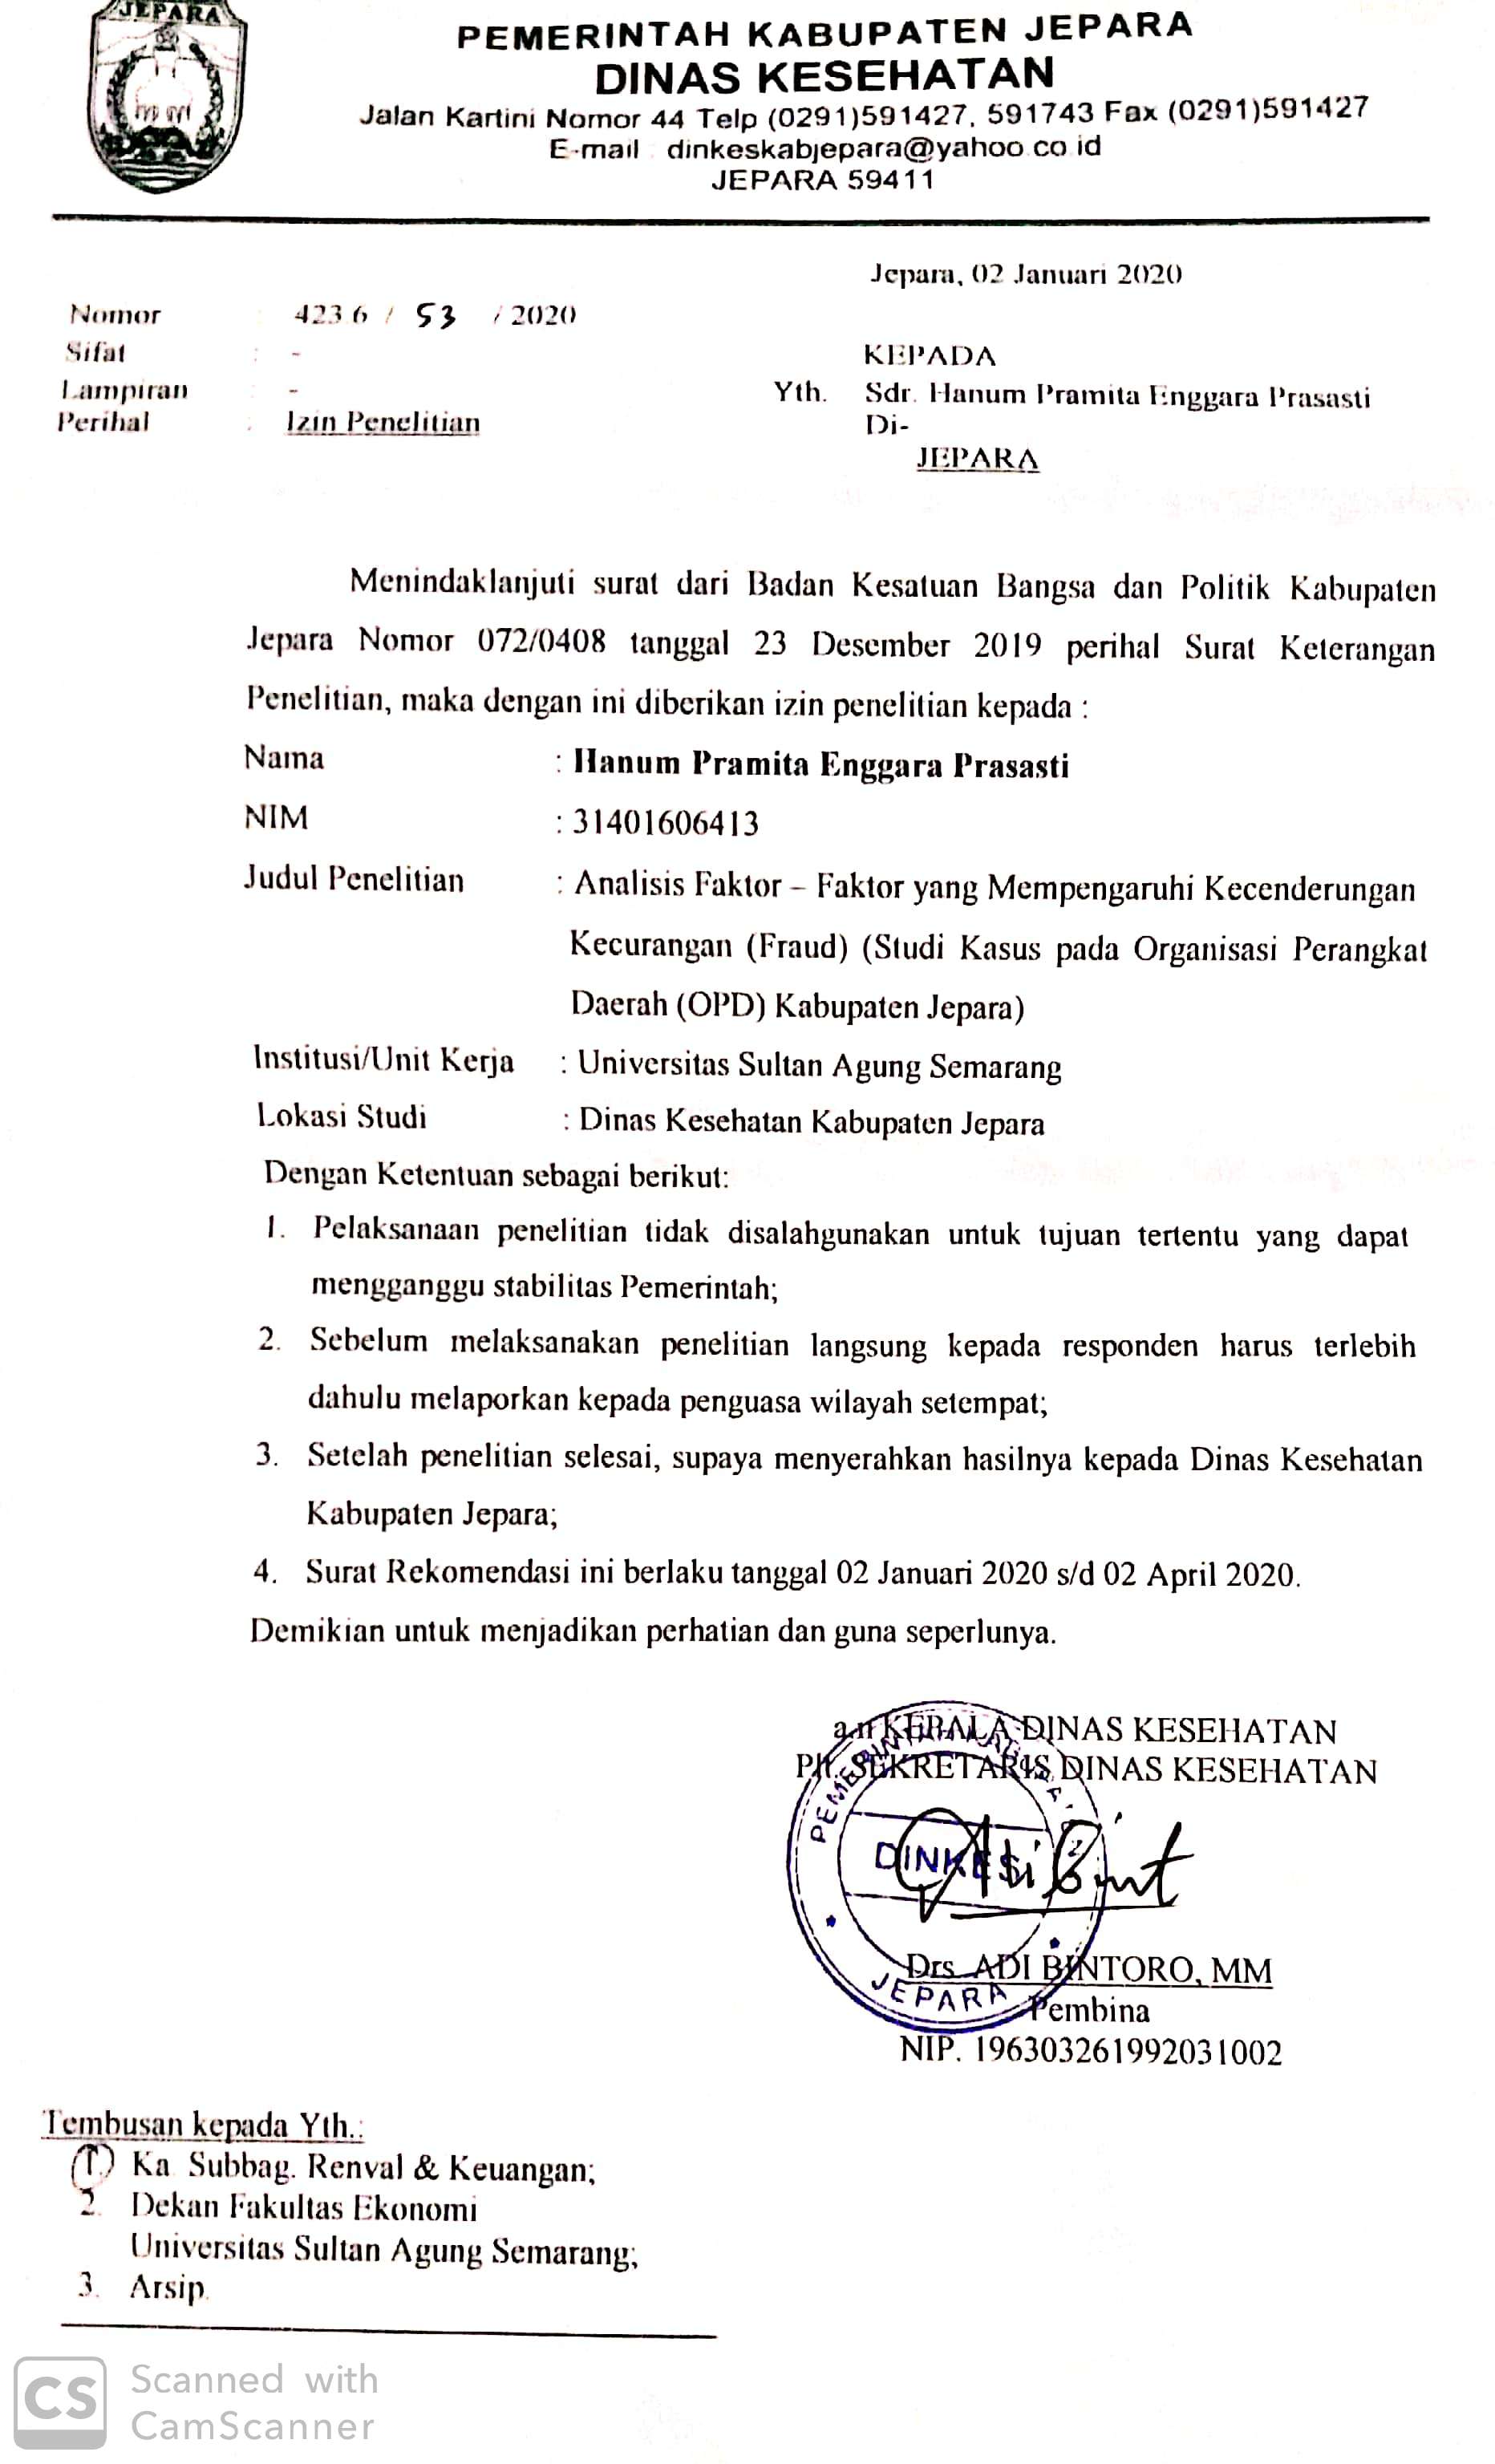 JEPARA
PEMERINTAH KABUPATEN JEPARA
DINAS KESEHATAN
Jalan Kartini Nomor 44 Telp (0291)591427, 591743 Fax (0291)591427
E-mail : dinkeskabjepara@yahoo.co.id
JEPARA 59411
Jepara, 02 Januari 2020
Nomor : 423.6 / 53 / 2020
Sifat : -
Lampiran : -
Perihal : Izin Penelitian
KEPADA
Yth. Sdr. Hanum Pramita Enggara Prasasti
Di-
JEPARA
Menindaklanjuti surat dari Badan Kesatuan Bangsa dan Politik Kabupaten
Jepara Nomor 072/0408 tanggal 23 Desember 2019 perihal Surat Keterangan
Penelitian, maka dengan ini diberikan izin penelitian kepada :
Nama : Hanum Pramita Enggara Prasasti
NIM : 31401606413
Judul Penelitian : Analisis Faktor – Faktor yang Mempengaruhi Kecenderungan
Kecurangan (Fraud) (Studi Kasus pada Organisasi Perangkat
Daerah (OPD) Kabupaten Jepara)
Institusi/Unit Kerja : Universitas Sultan Agung Semarang
Lokasi Studi : Dinas Kesehatan Kabupaten Jepara
Dengan Ketentuan sebagai berikut:
1. Pelaksanaan penelitian tidak disalahgunakan untuk tujuan tertentu yang dapat
mengganggu stabilitas Pemerintah;
2. Sebelum melaksanakan penelitian langsung kepada responden harus terlebih
dahulu melaporkan kepada penguasa wilayah setempat;
3. Setelah penelitian selesai, supaya menyerahkan hasilnya kepada Dinas Kesehatan
Kabupaten Jepara;
4. Surat Rekomendasi ini berlaku tanggal 02 Januari 2020 s/d 02 April 2020.
Demikian untuk menjadikan perhatian dan guna seperlunya.
a.n KEPALA DINAS KESEHATAN
Plt. SEKRETARIS DINAS KESEHATAN
DINKES
JEPARA
Drs. ADI BINTORO, MM
Pembina
NIP. 196303261992031002
Tembusan kepada Yth.:
1. Ka Subbag. Renval & Keuangan;
2. Dekan Fakultas Ekonomi
Universitas Sultan Agung Semarang;
3. Arsip
CS
Scanned with
CamScanner